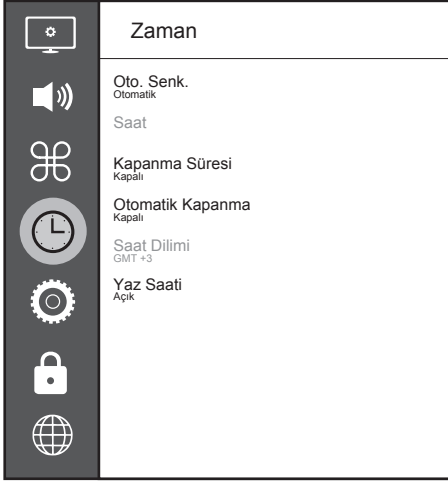 Zaman
Oto. Senk.
Otomatik
Saat
Kapanma Süresi
Kapalı
Otomatik Kapanma
Kapalı
Saat Dilimi
GMT +3
Yaz Saati
Açık